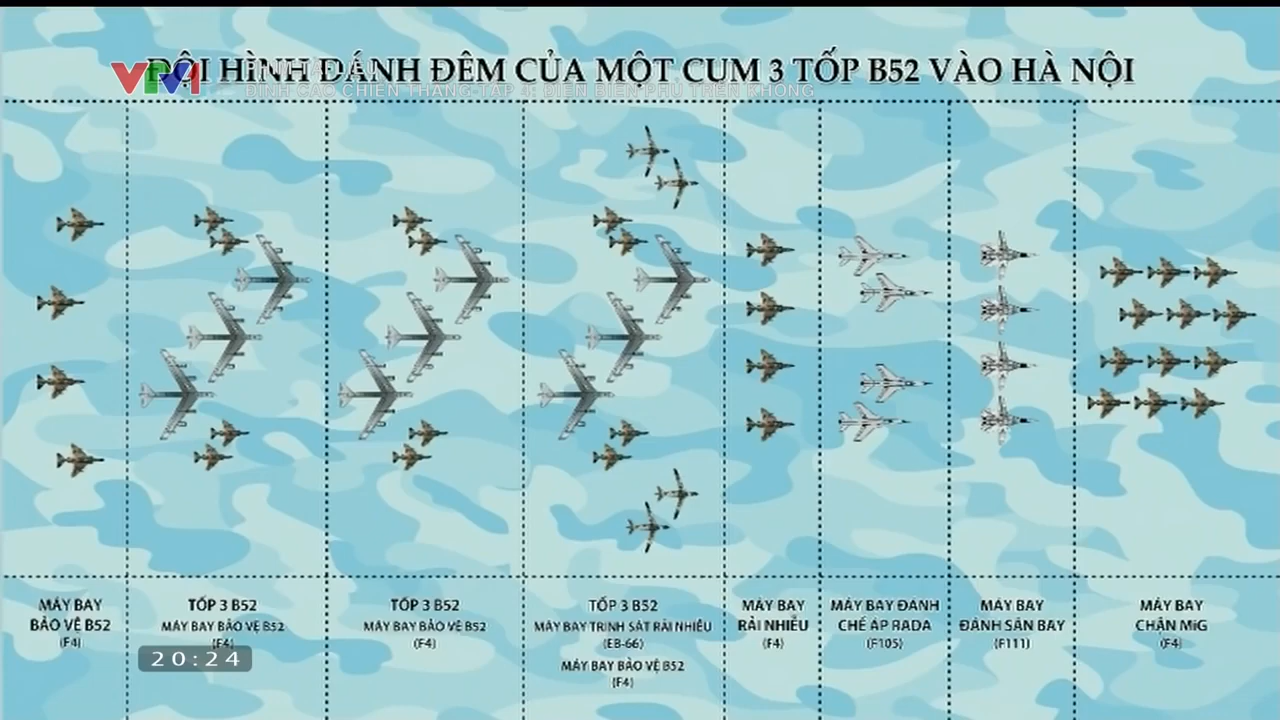 ĐỘI HÌNH ĐÁNH ĐÊM CỦA MỘT CỤM 3 TỐP B52 VÀO HÀ NỘI
VTV1
ĐỈNH CAO CHIẾN THẮNG TẬP 4: ĐIỆN BIÊN PHỦ TRÊN KHÔNG
MÁY BAY
BẢO VỆ B52
(F4)
TỐP 3 B52
MÁY BAY BẢO VỆ B52
(F4)
TỐP 3 B52
MÁY BAY BẢO VỆ B52
(F4)
TỐP 3 B52
MÁY BAY TRINH SÁT RẢI NHIỄU
(EB-66)
MÁY BAY BẢO VỆ B52
(F4)
MÁY BAY
RẢI NHIỄU
(F4)
MÁY BAY ĐÁNH
CHẾ ÁP RADA
(F105)
MÁY BAY
ĐÁNH SÂN BAY
(F111)
MÁY BAY
CHẶN MiG
(F4)
20:24